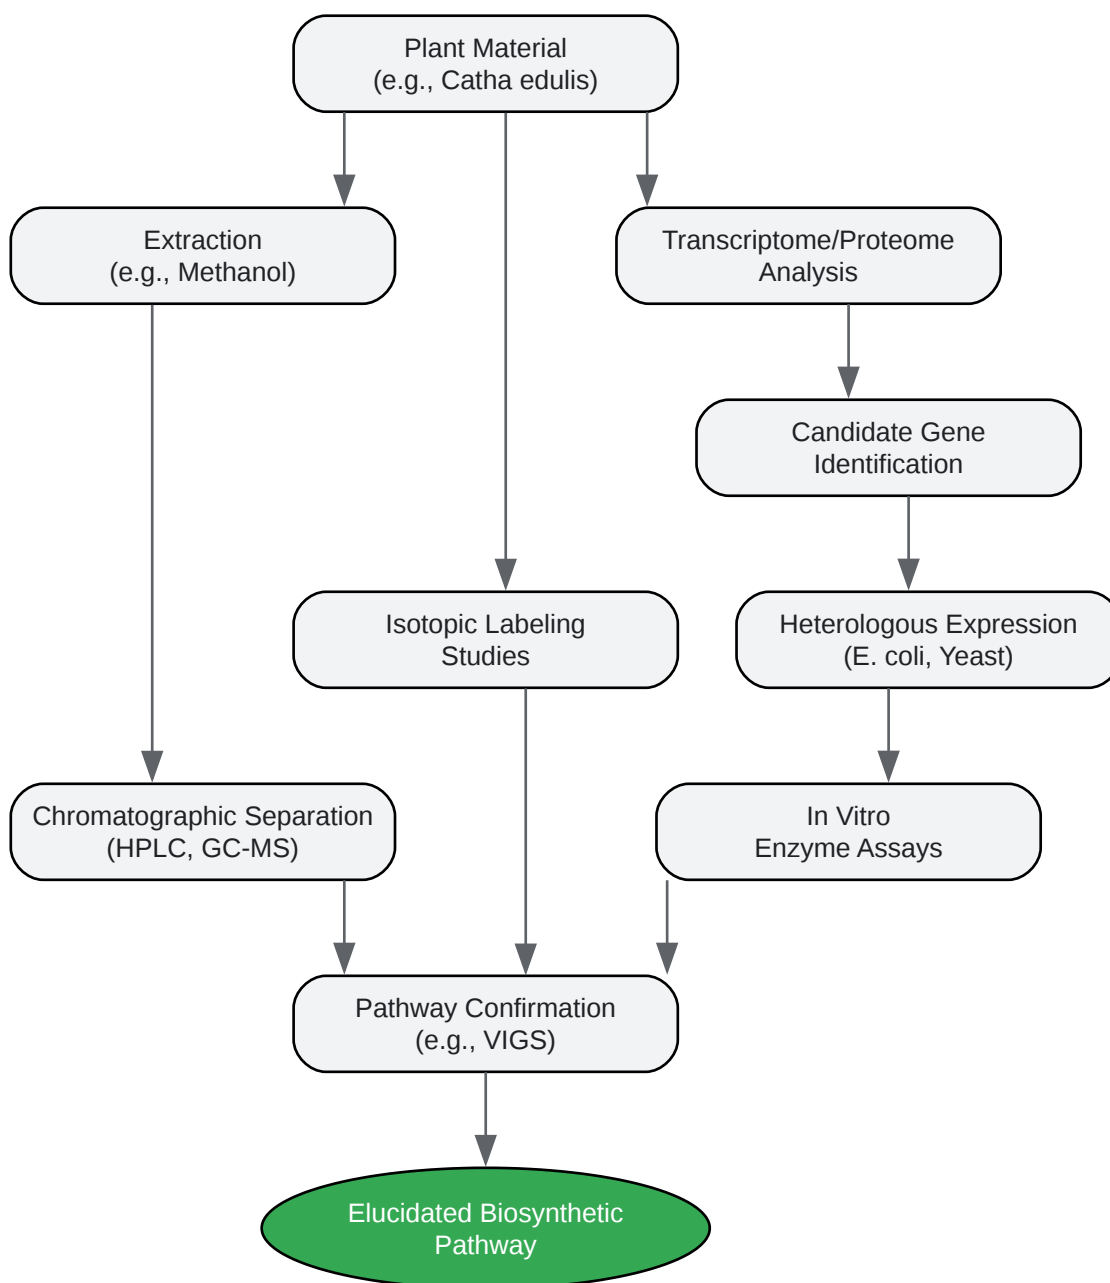 Plant Material
(e.g., Catha edulis)
Extraction
(e.g., Methanol)
Transcriptome/Proteome
Analysis
Candidate Gene
Identification
Isotopic Labeling
Studies
Heterologous Expression
(E. coli, Yeast)
Chromatographic Separation
(HPLC, GC-MS)
In Vitro
Enzyme Assays
Pathway Confirmation
(e.g., VIGS)
Elucidated Biosynthetic
Pathway